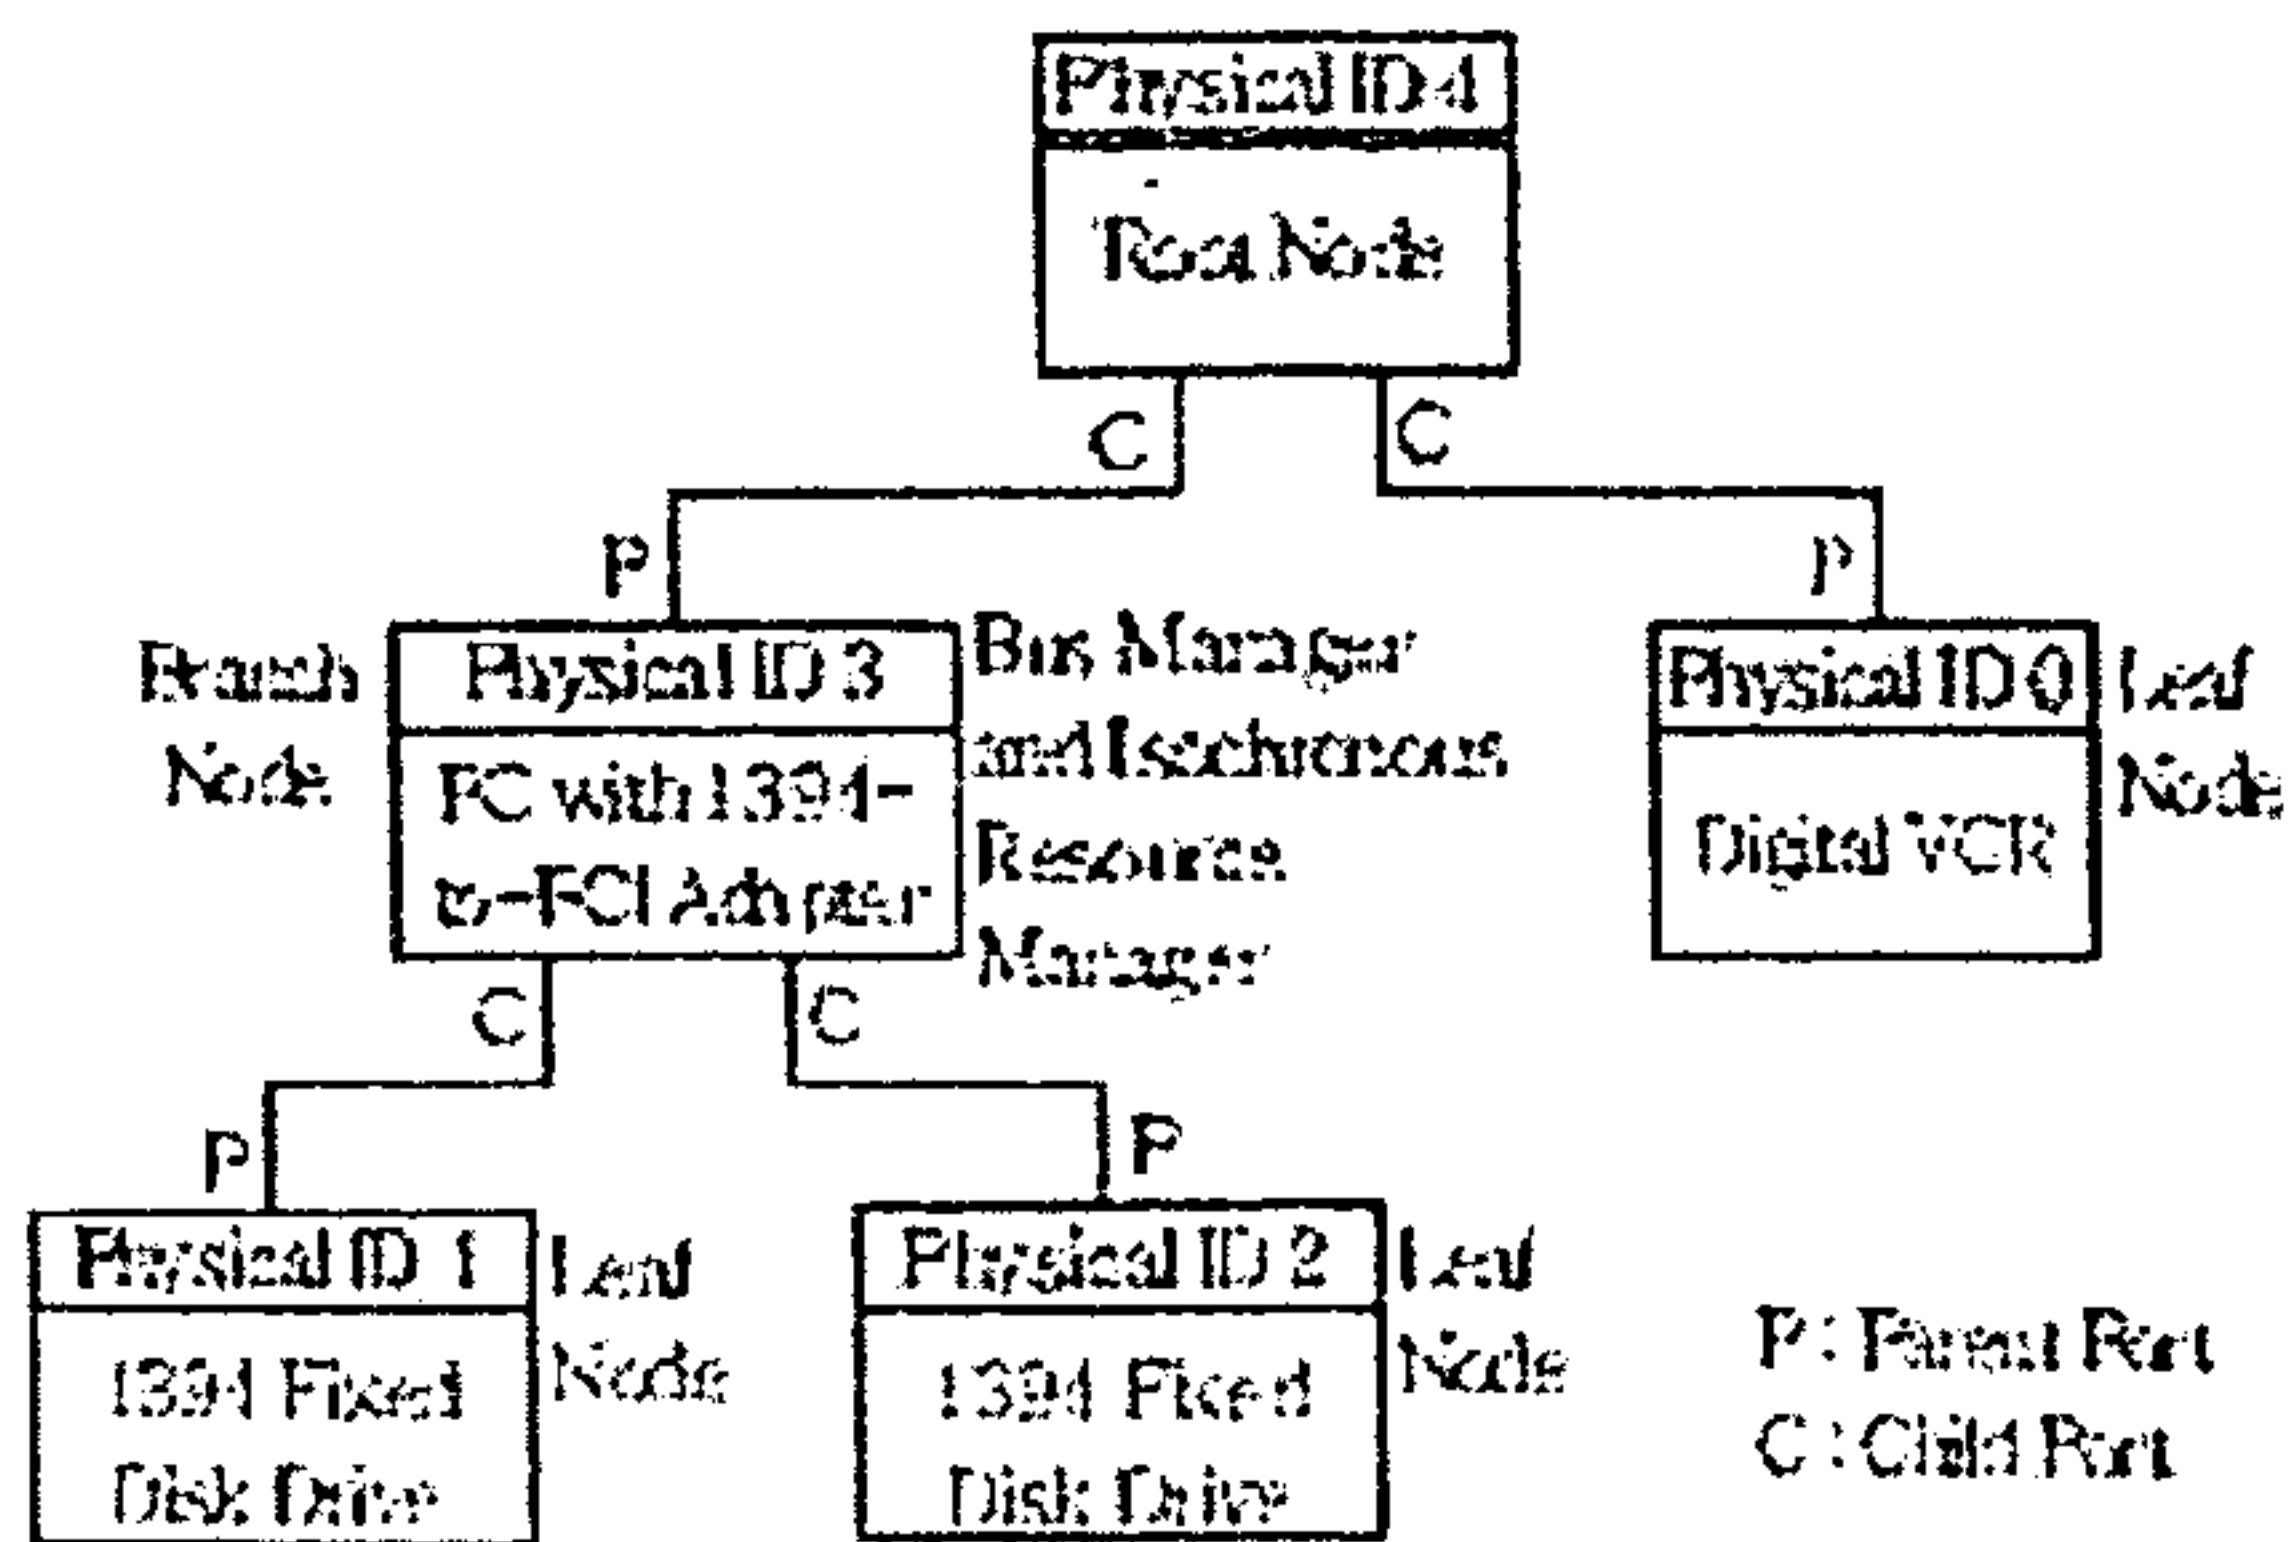 Physical ID 4
Root Node
C
C
P
P
Branch
Node
Physical ID 3
PC with 1394-
to-PCI Adapter
Bus Manager
and Isochronous
Resource
Manager
Physical ID 0
Digital VCR
Leaf
Node
C
C
P
P
Physical ID 1
1394 Fixed
Disk Drive
Leaf
Node
Physical ID 2
1394 Fixed
Disk Drive
Leaf
Node
P : Parent Port
C : Child Port